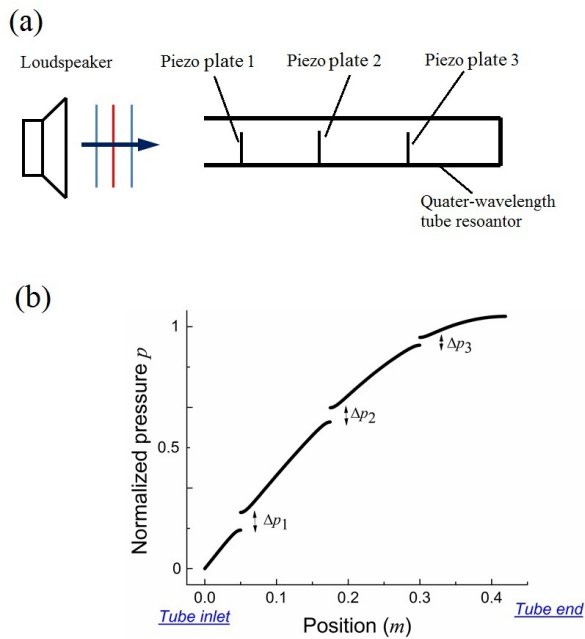 (a)
Loudspeaker
Piezo plate 1
Piezo plate 2
Piezo plate 3
Quater-wavelength
tube resoantor
(b)
Normalized pressure p
1
0.5
0
Δp1
Δp2
Δp3
0.0 0.1 0.2 0.3 0.4
Tube inlet
Position (m)
Tube end